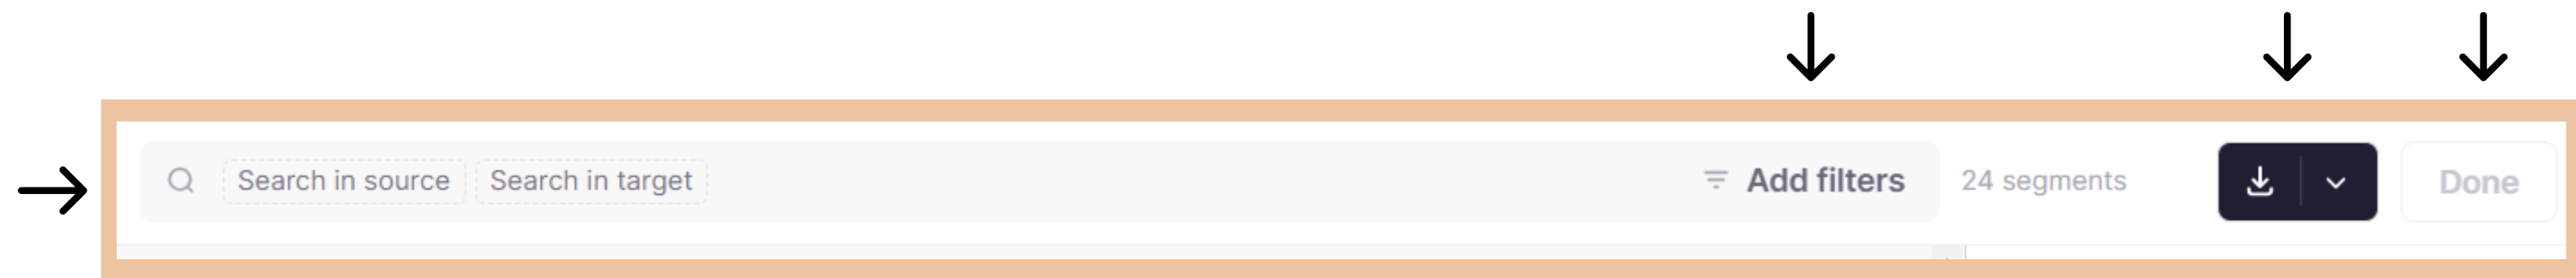 Search in source Search in target Add filters 24 segments Done